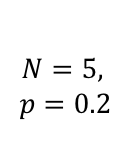 N = 5,
p = 0.2